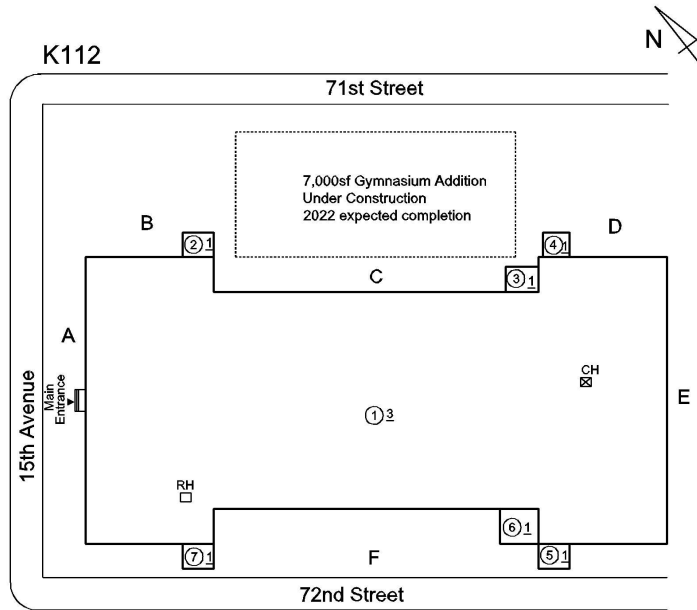 N
K112
71st Street
7,000sf Gymnasium Addition
Under Construction
2022 expected completion
B
2 1
4 1
D
C
3 1
A
CH
Main
Entrance
15th Avenue
1 3
E
RH
6 1
7 1
F
5 1
72nd Street